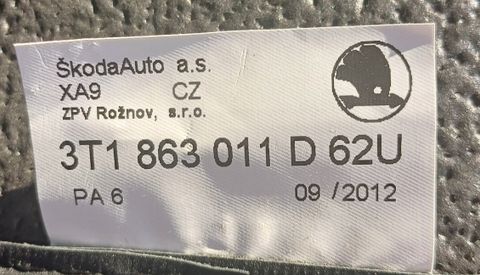 ŠkodaAuto a.s.
XA9 CZ
ZPV Rožnov, s.r.o.
3T1 863 011 D 62U
PA 6 09/2012